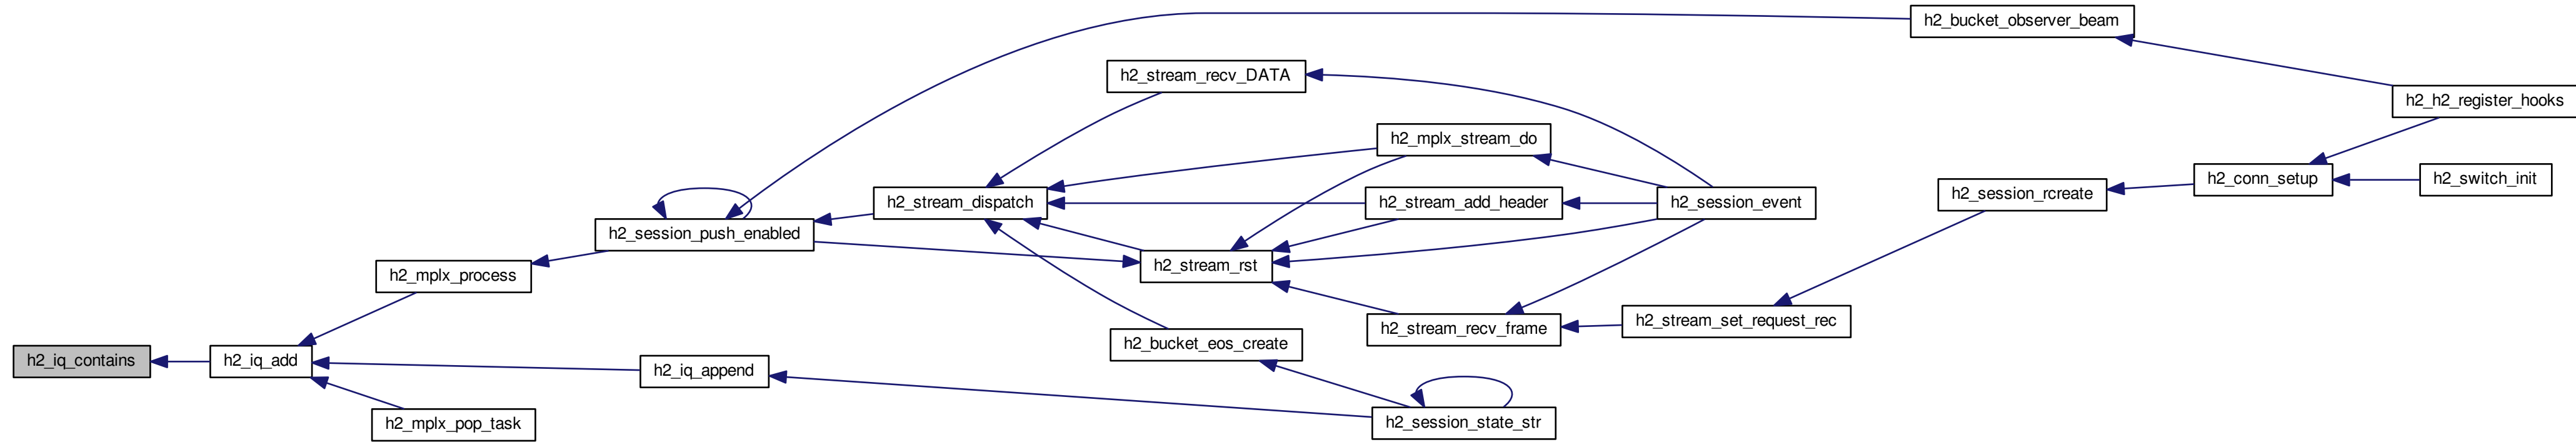 h2_bucket_observer_beam
h2_stream_recv_DATA
h2_h2_register_hooks
h2_mplx_stream_do
h2_conn_setup
h2_switch_init
h2_session_rcreate
h2_stream_dispatch
h2_stream_add_header
h2_session_event
h2_session_push_enabled
h2_stream_rst
h2_mplx_process
h2_stream_set_request_rec
h2_stream_recv_frame
h2_bucket_eos_create
h2_iq_contains
h2_iq_add
h2_iq_append
h2_mplx_pop_task
h2_session_state_str